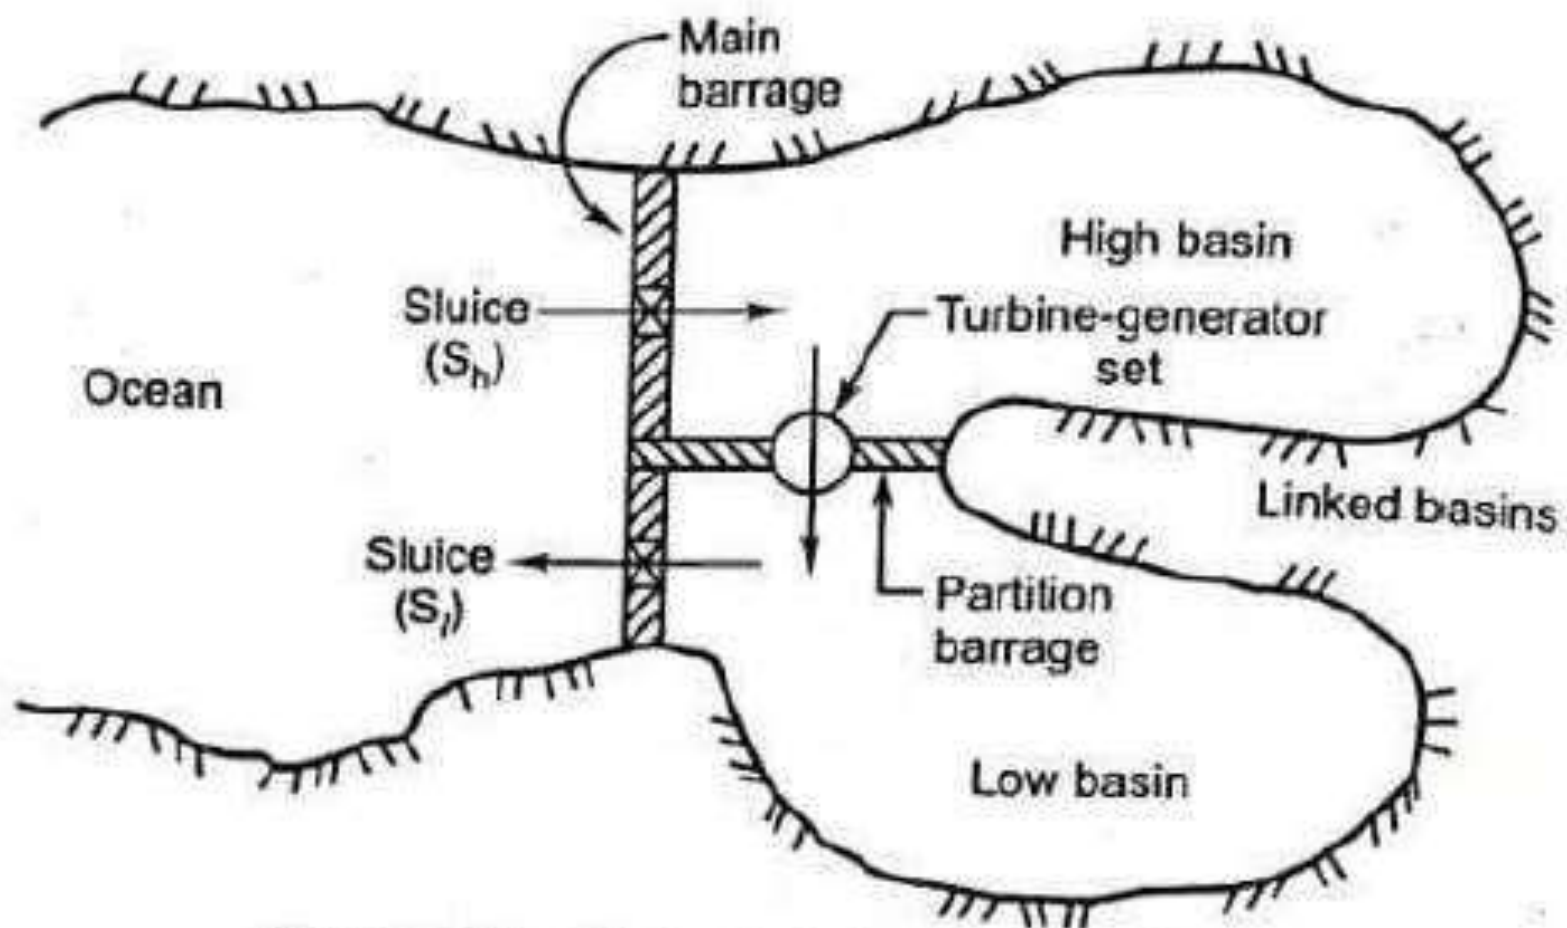 Main
barrage
High basin
Sluice
(Sh)
Turbine-generator
set
Ocean
Linked basins
Sluice
(Sl)
Partition
barrage
Low basin